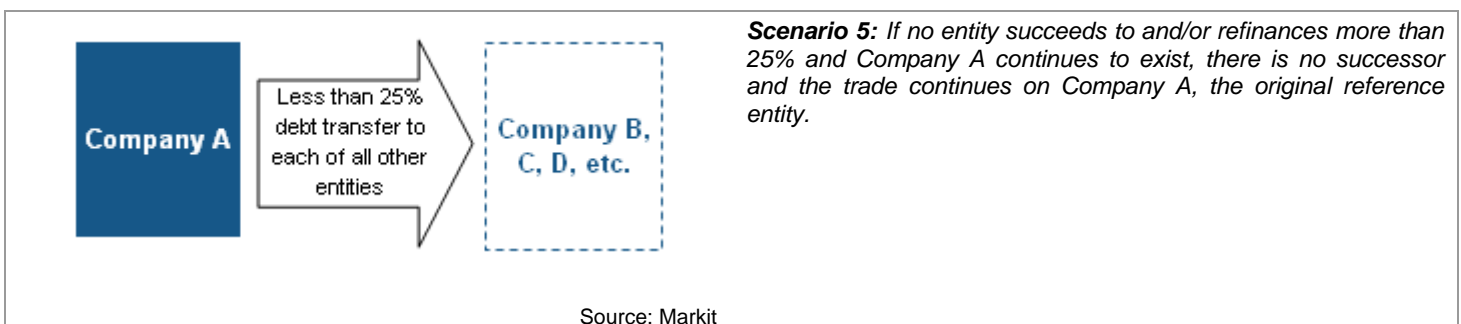 Company A
Less than 25%
debt transfer to
each of all other
entities
Company B,
C, D, etc.
Source: Markit
Scenario 5: If no entity succeeds to and/or refinances more than
25% and Company A continues to exist, there is no successor
and the trade continues on Company A, the original reference
entity.